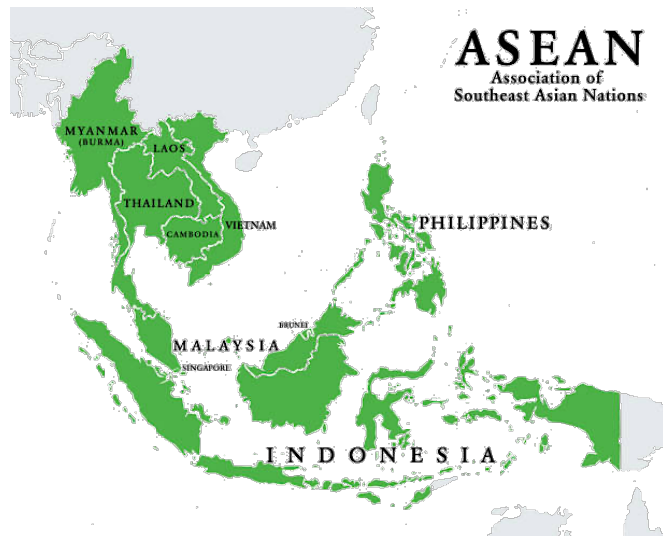 ASEAN
Association of
Southeast Asian Nations
MYANMAR
(BURMA)
LAOS
THAILAND
VIETNAM
CAMBODIA
PHILIPPINES
BRUNEI
MALAYSIA
SINGAPORE
INDONESIA